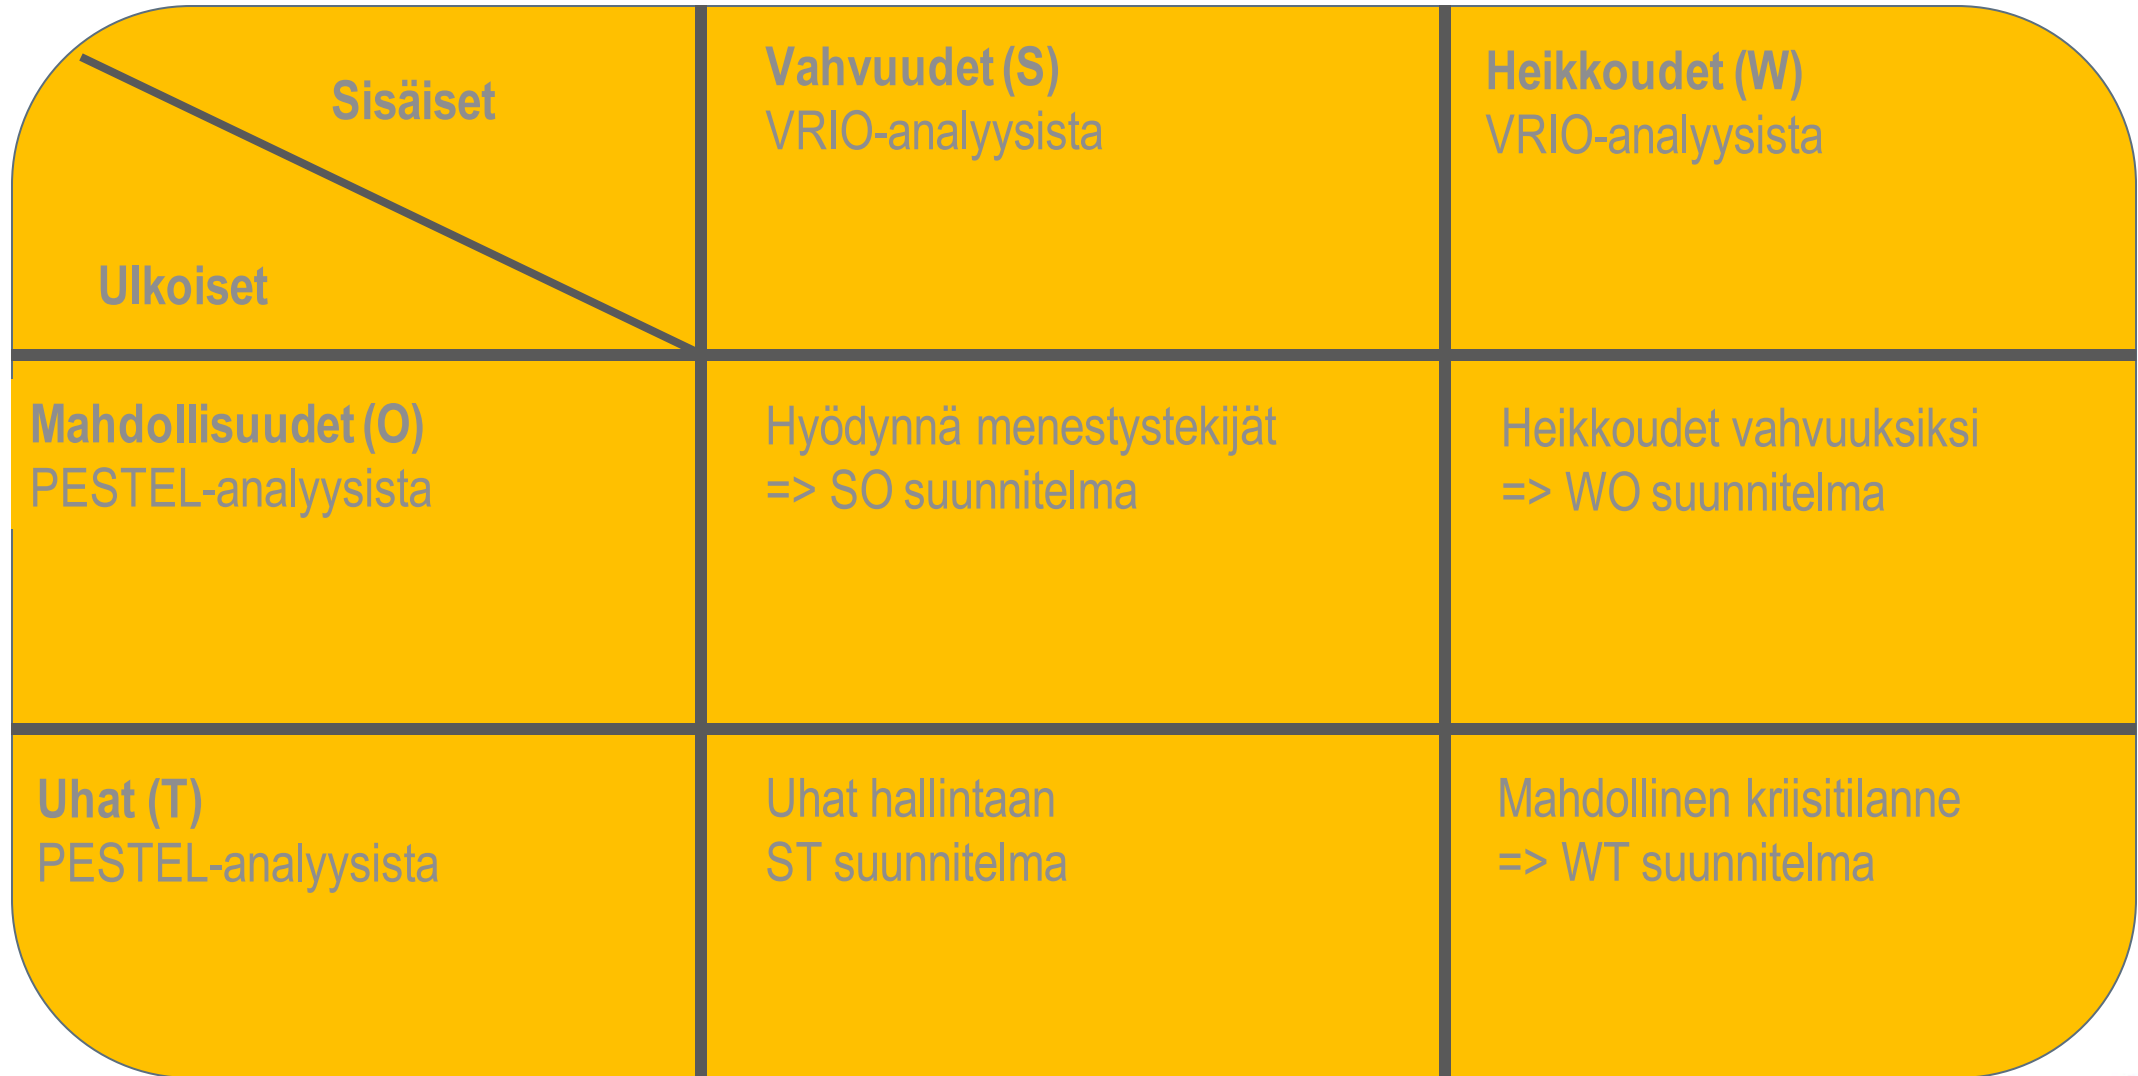 Sisäiset
Ulkoiset
Vahvuudet (S)
VRIO-analyysista
Heikkoudet (W)
VRIO-analyysista
Mahdollisuudet (O)
PESTEL-analyysista
Hyödynnä menestystekijät
=> SO suunnitelma
Heikkoudet vahvuuksiksi
=> WO suunnitelma
Uhat (T)
PESTEL-analyysista
Uhat hallintaan
ST suunnitelma
Mahdollinen kriisitilanne
=> WT suunnitelma